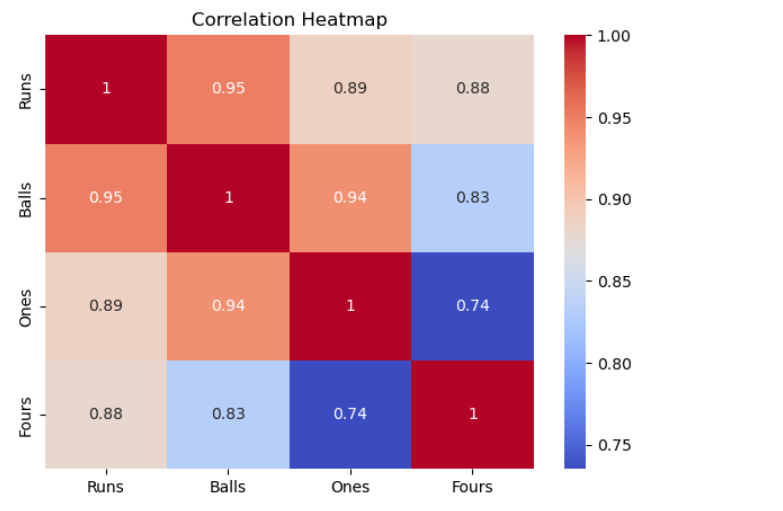 Correlation Heatmap
Runs 1 0.95 0.89 0.88
Balls 0.95 1 0.94 0.83
Ones 0.89 0.94 1 0.74
Fours 0.88 0.83 0.74 1
Runs Balls Ones Fours
1.00
0.95
0.90
0.85
0.80
0.75